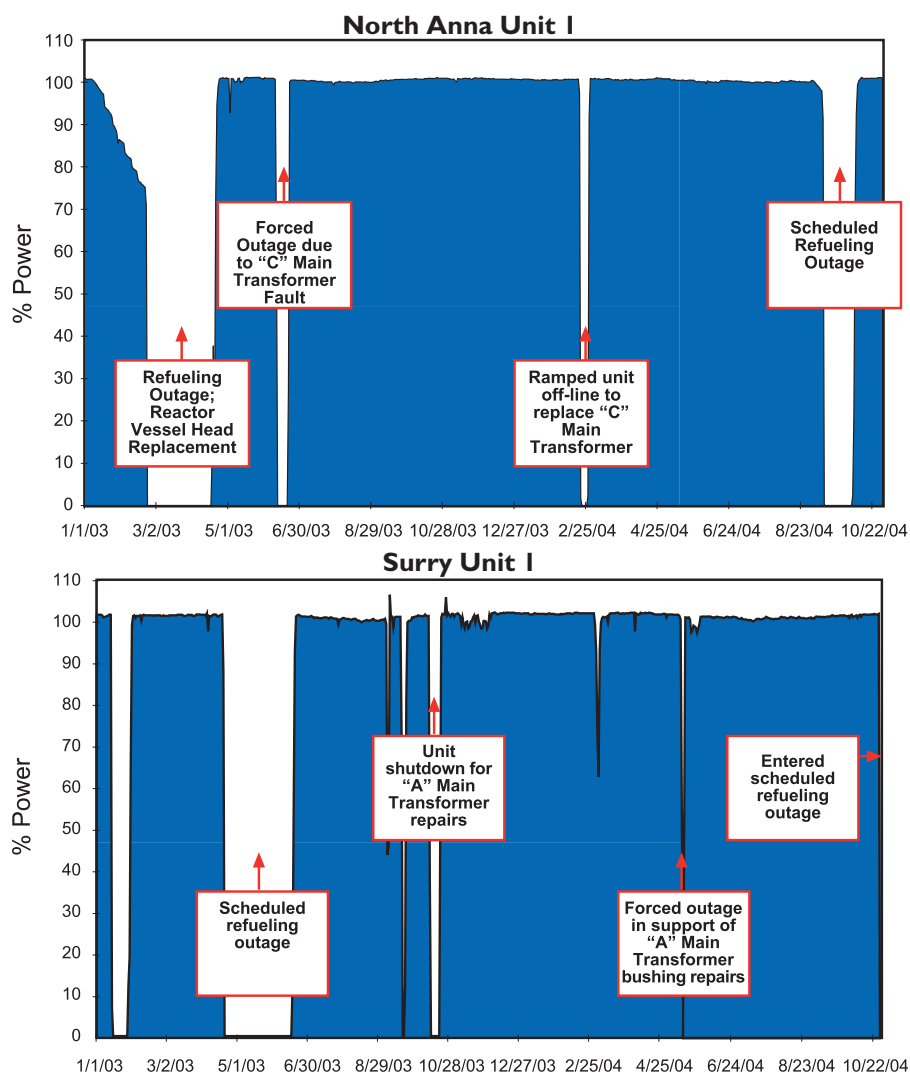 North Anna Unit 1
110
100
90
80
70
60
50
40
30
20
10
0
% Power
Forced
Outage due
to “C” Main
Transformer
Fault
Scheduled
Refueling
Outage
Refueling
Outage;
Reactor
Vessel Head
Replacement
Ramped unit
off-line to
replace “C”
Main
Transformer
1/1/03 3/2/03 5/1/03 6/30/03 8/29/03 10/28/03 12/27/03 2/25/04 4/25/04 6/24/04 8/23/04 10/22/04
Surry Unit 1
110
100
90
80
70
60
50
40
30
20
10
0
% Power
Unit
shutdown for
“A” Main
Transformer
repairs
Entered
scheduled
refueling
outage
Scheduled
refueling
outage
Forced outage
in support of
“A” Main
Transformer
bushing repairs
1/1/03 3/2/03 5/1/03 6/30/03 8/29/03 10/28/03 12/27/03 2/25/04 4/25/04 6/24/04 8/23/04 10/22/04